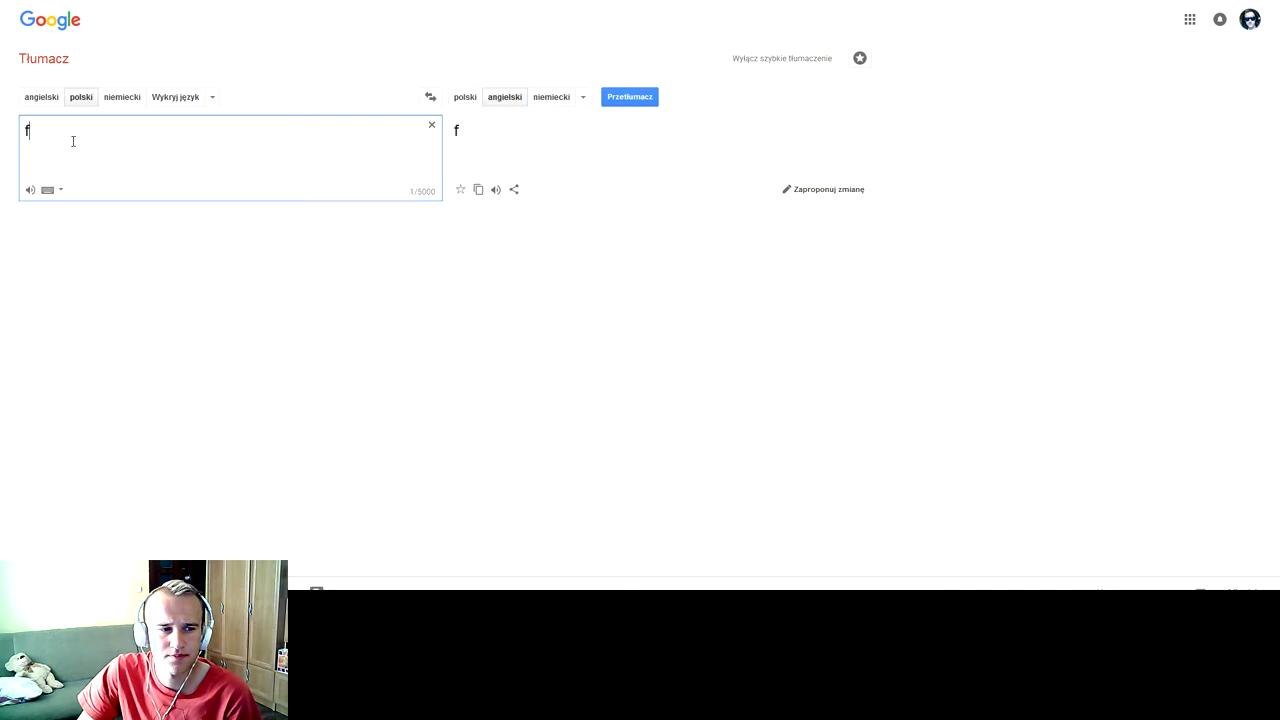 Google
Tłumacz
Wyłącz szybkie tłumaczenie
angielski polski niemiecki Wykryj język
polski angielski niemiecki Przetłumacz
f
f
1/5000
Zaproponuj zmianę